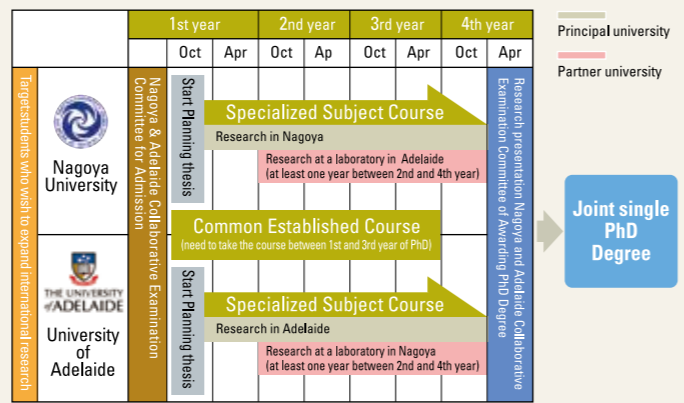 1st year
2nd year
3rd year
4th year
Oct
Apr
Oct
Ap
Oct
Apr
Oct
Apr
Principal university
Partner university
Target:students who wish to expand international research
Nagoya
University
Nagoya & Adelaide Collaborative Examination
Committee for Admission
Start Planning thesis
Specialized Subject Course
Research in Nagoya
Research at a laboratory in Adelaide
(at least one year between 2nd and 4th year)
Common Established Course
(need to take the course between 1st and 3rd year of PhD)
THE UNIVERSITY
of ADELAIDE
University
of
Adelaide
Start Planning thesis
Specialized Subject Course
Research in Adelaide
Research at a laboratory in Nagoya
(at least one year between 2nd and 4th year)
Research presentation Nagoya and Adelaide Collaborative
Examination Committee of Awarding PhD Degree
Joint single
PhD
Degree